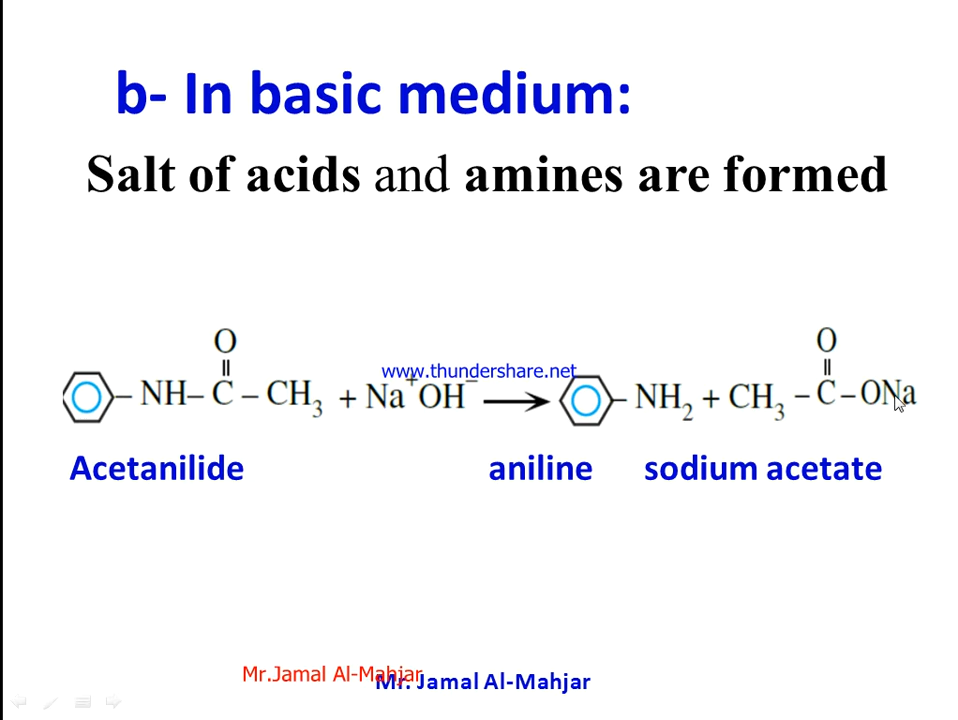 b- In basic medium:
Salt of acids and amines are formed
O
||
– NH – C – CH₃ + Na⁺OH⁻ ⟶ – NH₂ + CH₃ – C – ONa
O
||
www.thundershare.net
Acetanilide aniline sodium acetate
Mr.Jamal Al-Mahjar
Mr. Jamal Al-Mahjar